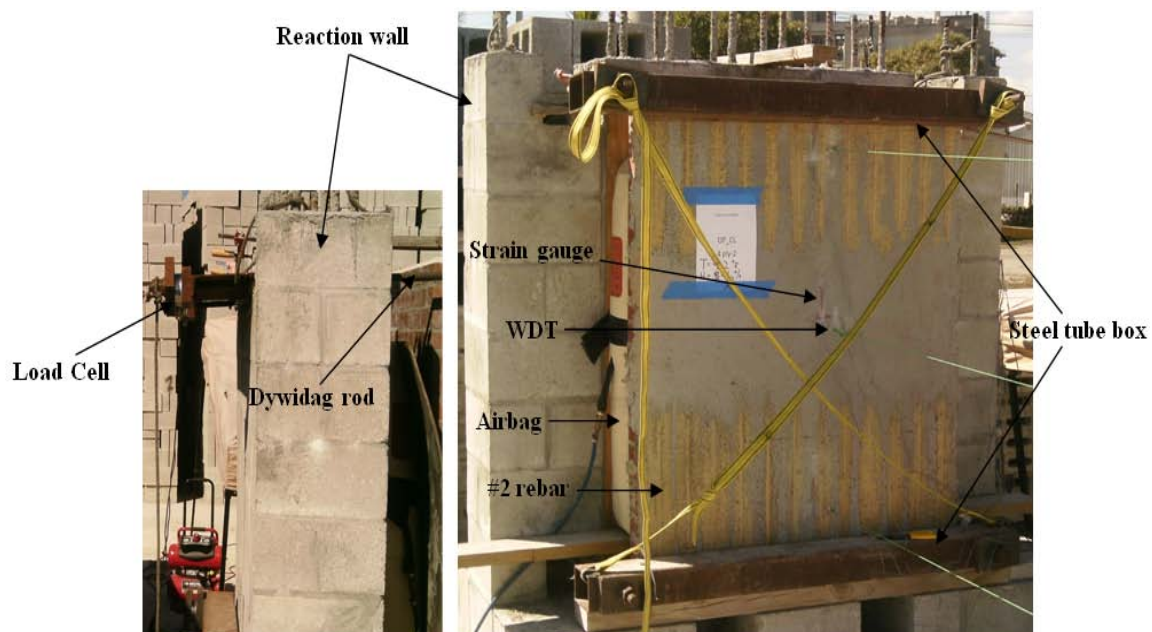 Reaction wall
Strain gauge
WDT
Steel tube box
Load Cell
Dywidag rod
Airbag
#2 rebar